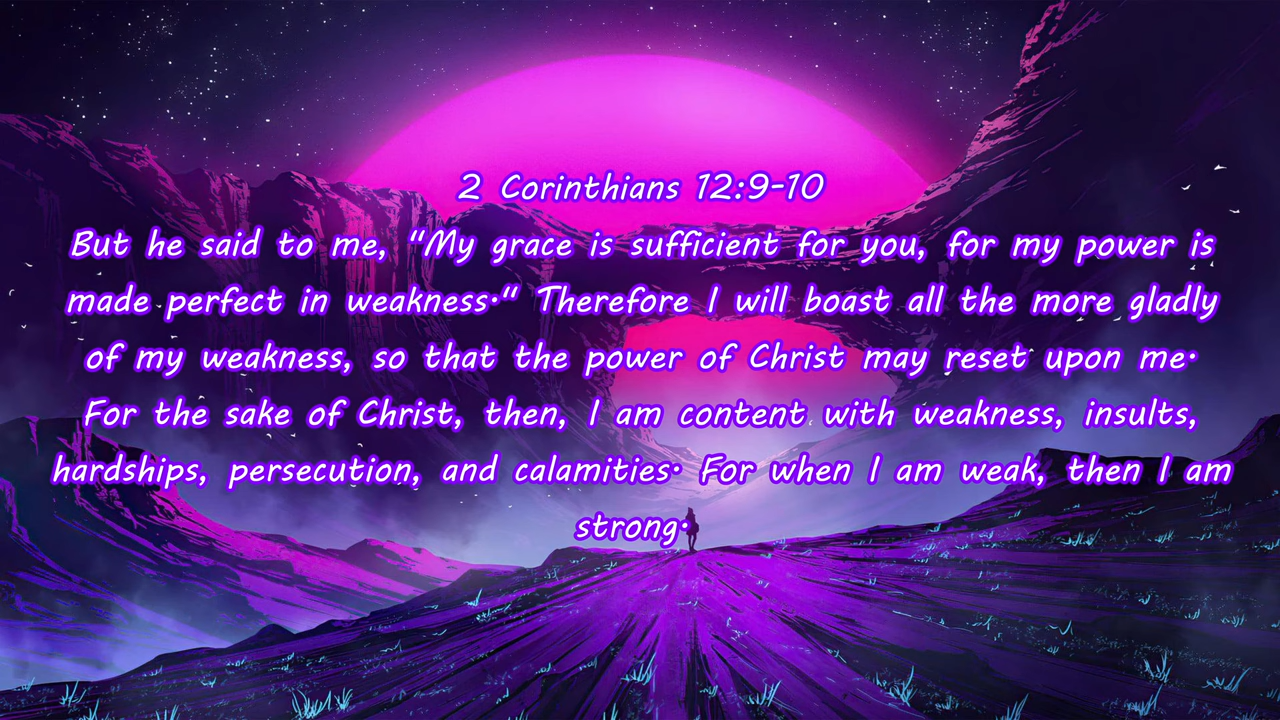 2 Corinthians 12:9-10
But he said to me, “My grace is sufficient for you, for my power is
made perfect in weakness.“ Therefore I will boast all the more gladly
of my weakness, so that the power of Christ may reset upon me.
For the sake of Christ, then, I am content with weakness, insults,
hardships, persecution, and calamities. For when I am weak, then I am
strong.